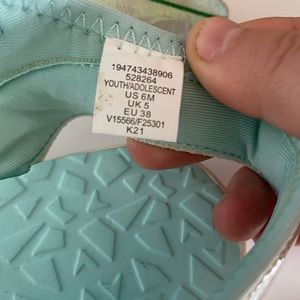 194743438906
528264
YOUTH/ADOLESCENT
US 6M
UK 5
EU 38
V15566/F25301
K21